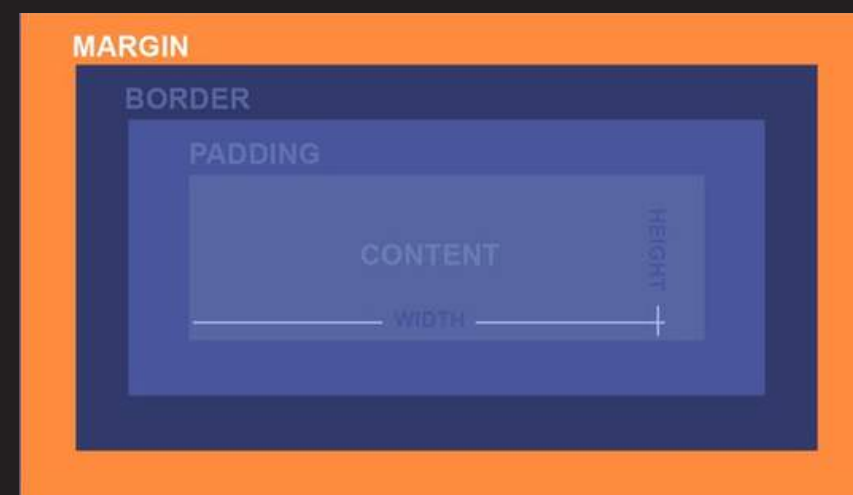 MARGIN
BORDER
PADDING
HEIGHT
CONTENT
WIDTH